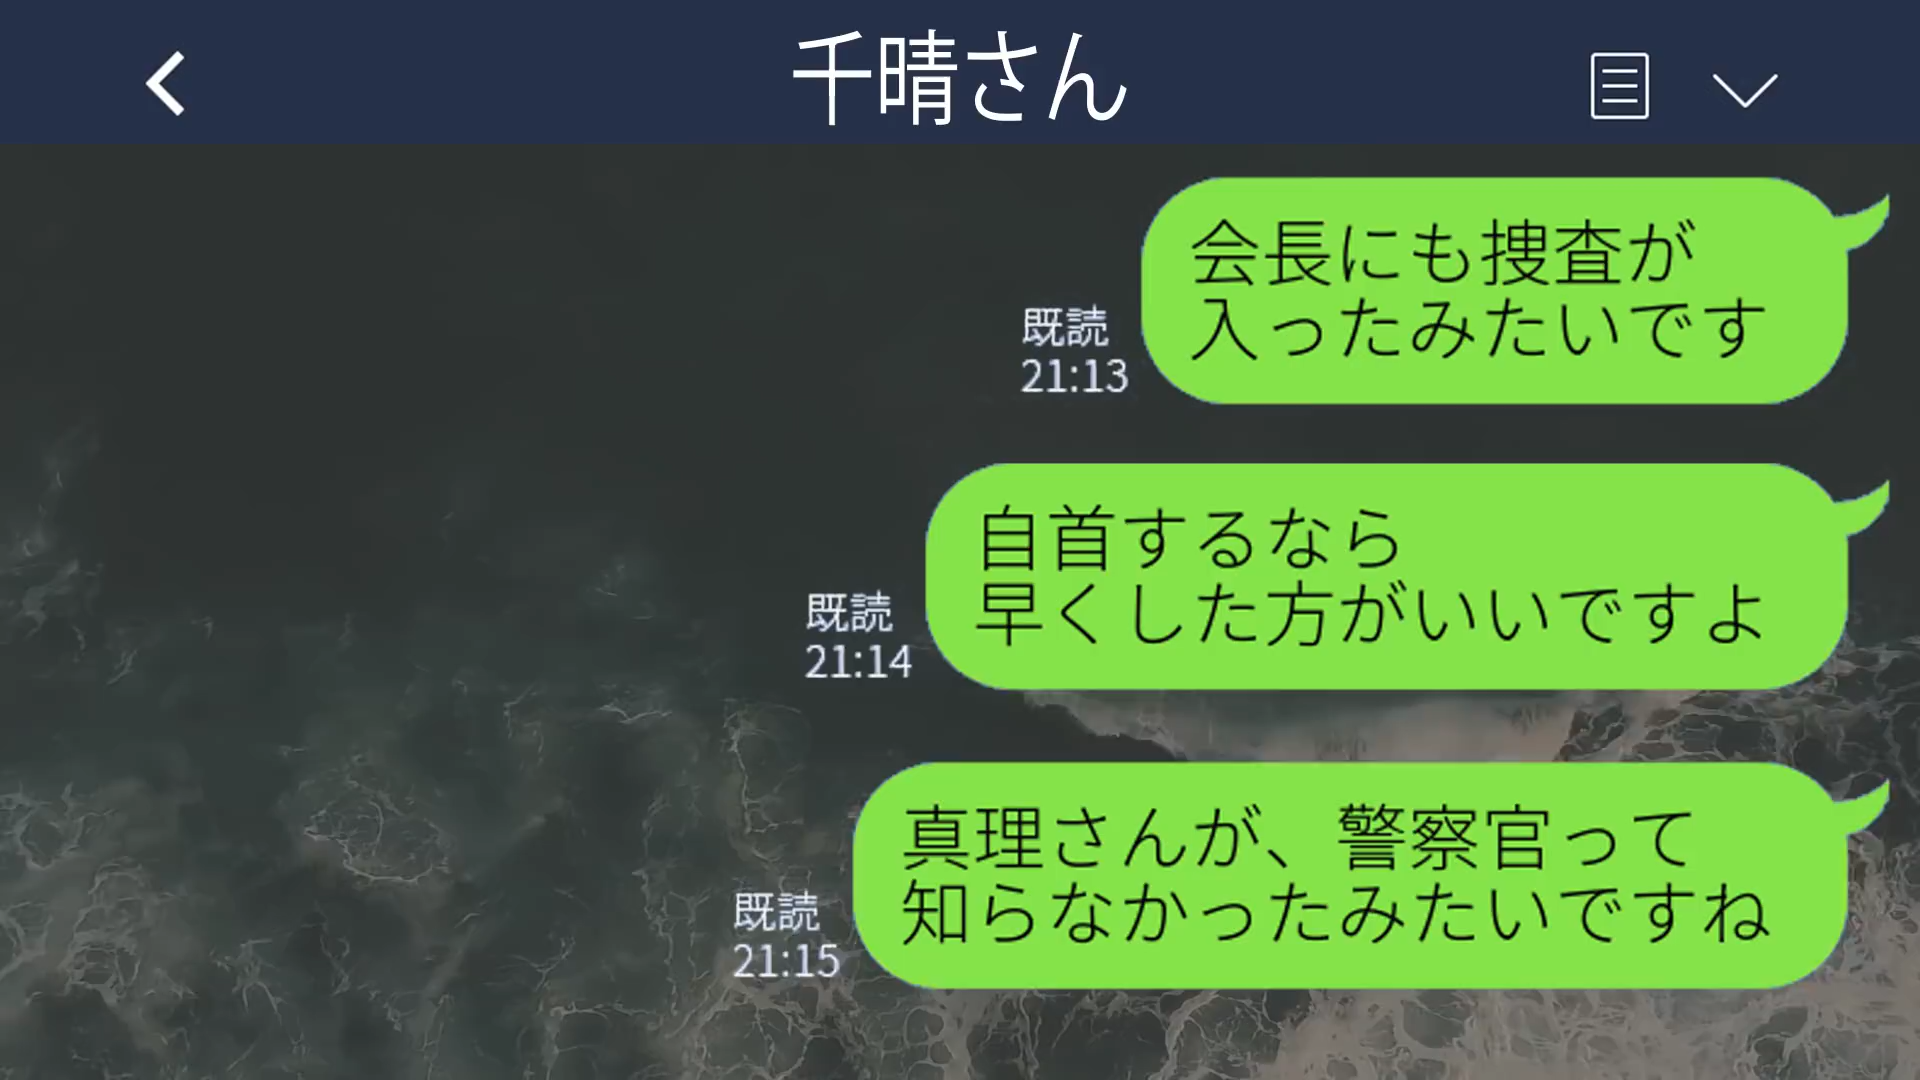 千晴さん
会長にも捜査が
入ったみたいです
既読
21:13
自首するなら
早くした方がいいですよ
既読
21:14
真理さんが、警察官って
知らなかったみたいですね
既読
21:15